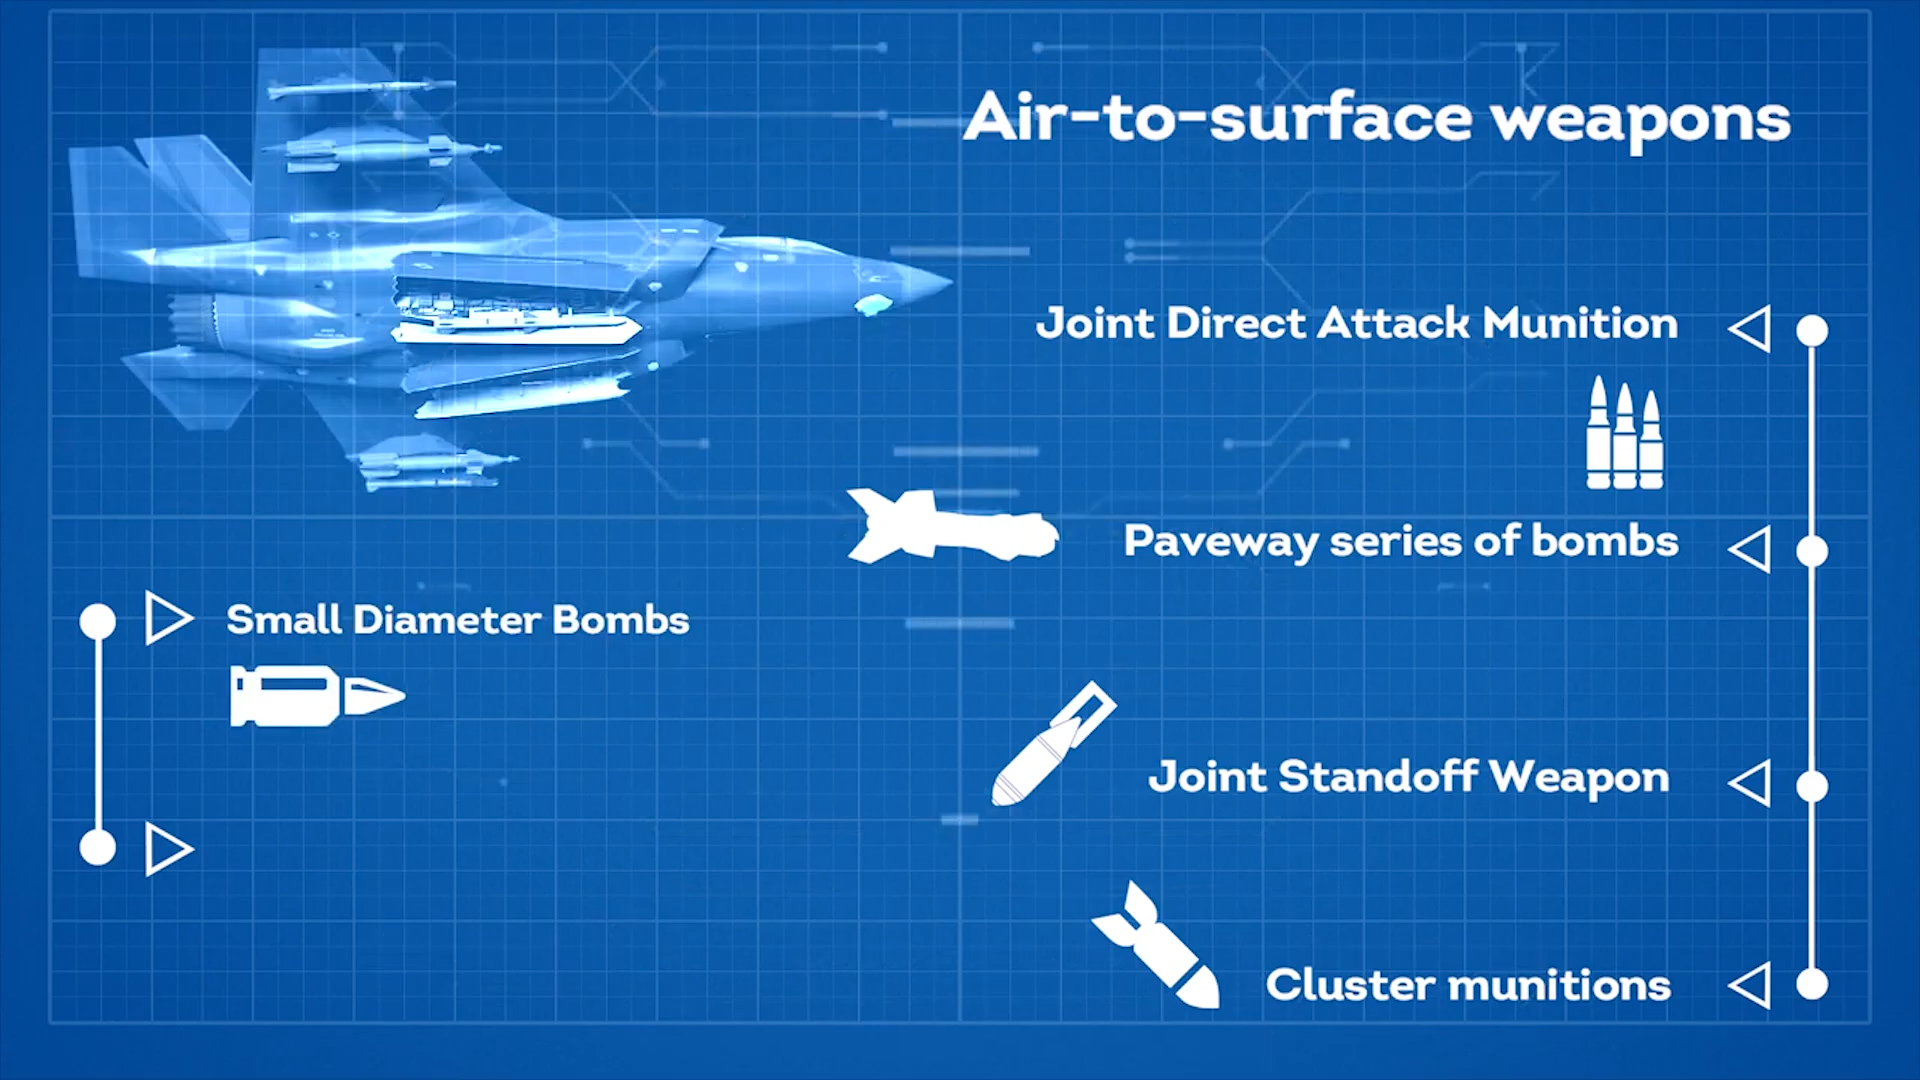 Air-to-surface weapons
Joint Direct Attack Munition
Paveway series of bombs
Small Diameter Bombs
Joint Standoff Weapon
Cluster munitions